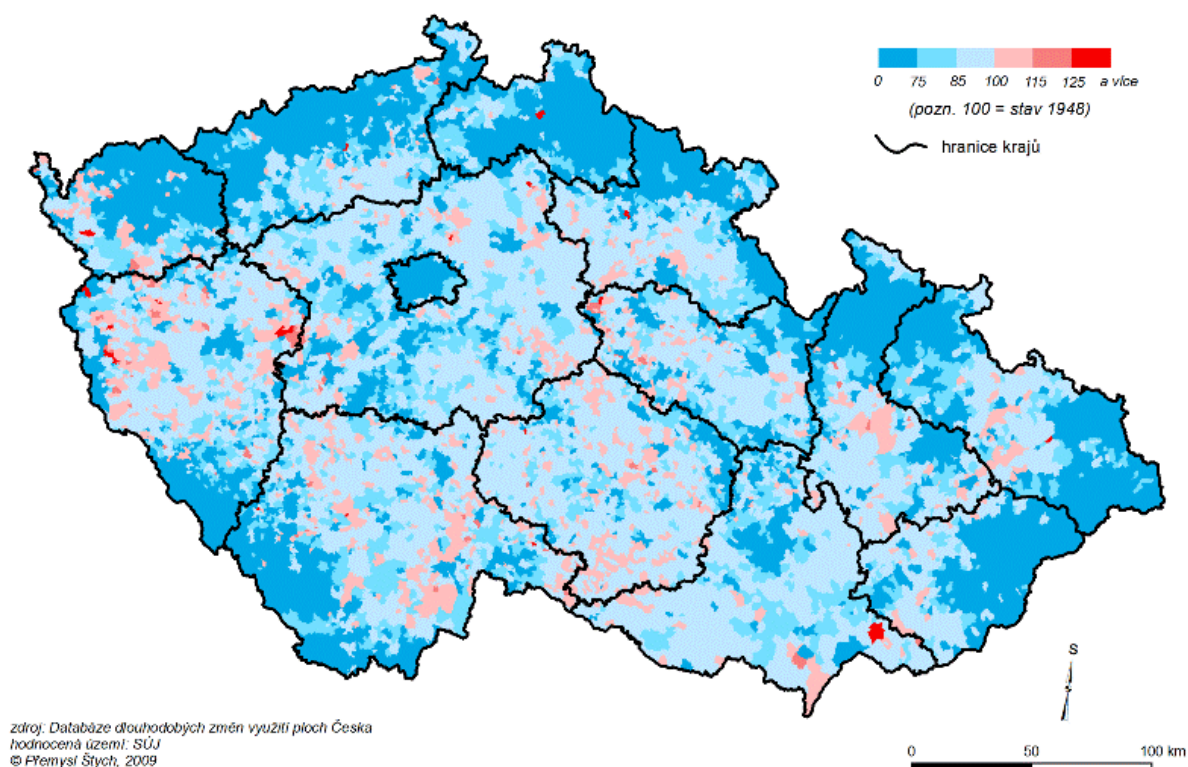 0 75 85 100 115 125 a více
(pozn. 100 = stav 1948)
hranice krajů
S
zdroj: Databáze dlouhodobých změn využití ploch Česka
hodnocená území: SÚJ
© Přemysl Štych, 2009
0 50 100 km